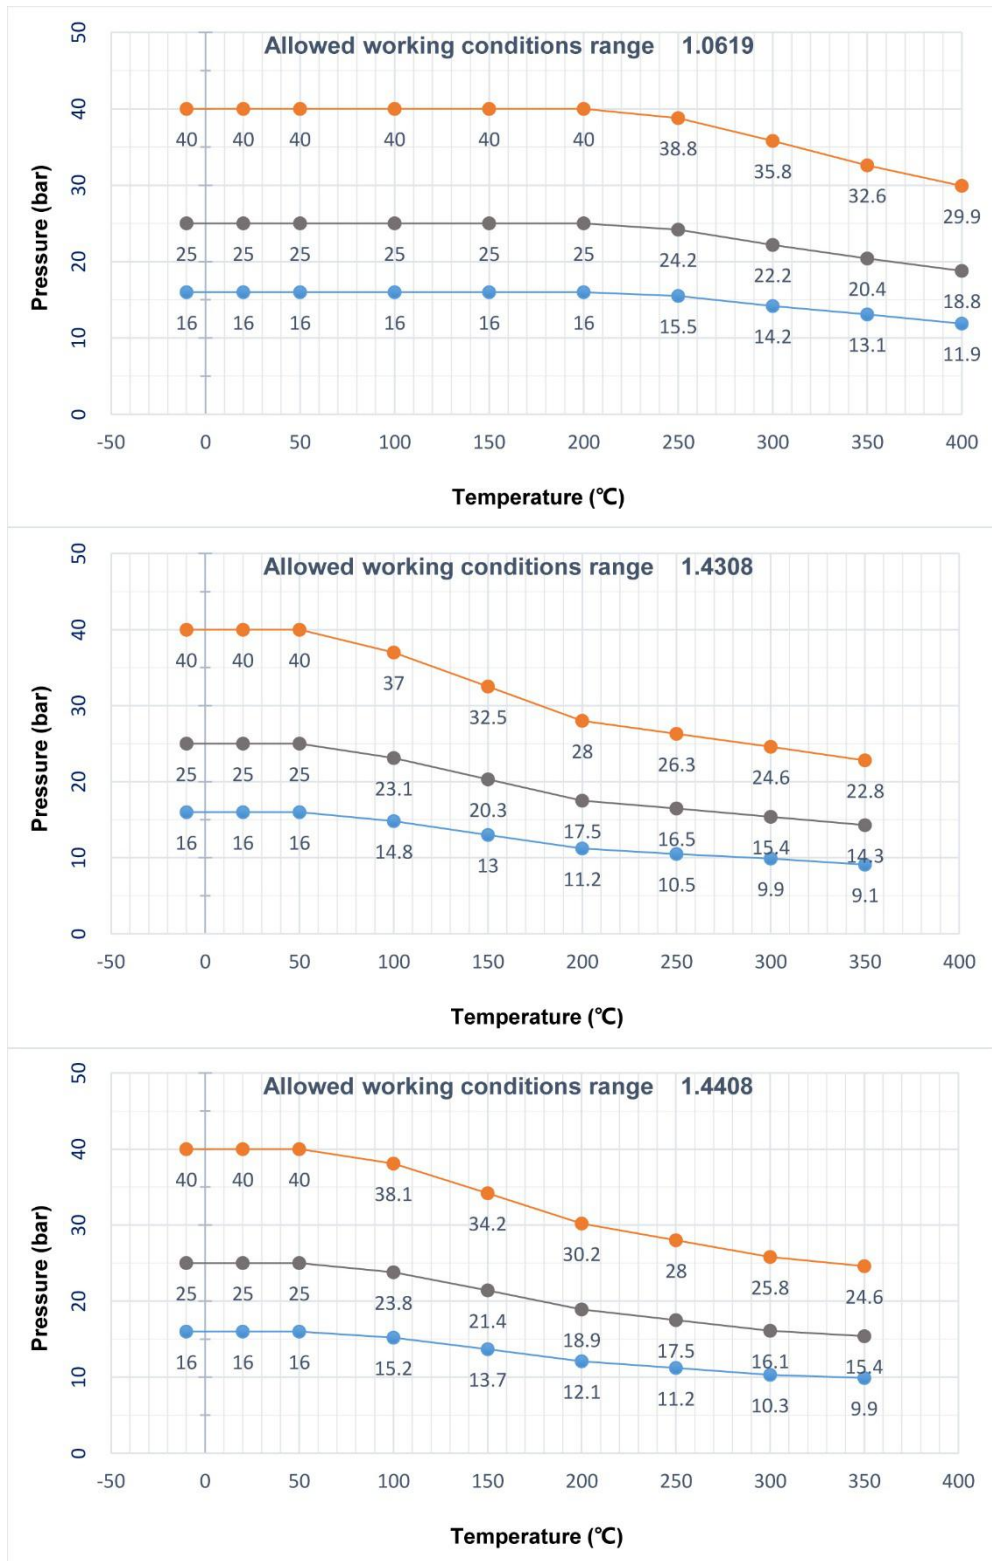 Allowed working conditions range 1.0619
50
40
30
20
10
0
Pressure (bar)
40 40 40 40 40 40 38.8 35.8 32.6 29.9
25 25 25 25 25 25 24.2 22.2 20.4 18.8
16 16 16 16 16 16 15.5 14.2 13.1 11.9
-50 0 50 100 150 200 250 300 350 400
Temperature (℃)
Allowed working conditions range 1.4308
50
40
30
20
10
0
Pressure (bar)
40 40 40 37 32.5 28 26.3 24.6 22.8
25 25 25 23.1 20.3 17.5 16.5 15.4 14.3
16 16 16 14.8 13 11.2 10.5 9.9 9.1
-50 0 50 100 150 200 250 300 350 400
Temperature (℃)
Allowed working conditions range 1.4408
50
40
30
20
10
0
Pressure (bar)
40 40 40 38.1 34.2 30.2 28 25.8 24.6
25 25 25 23.8 21.4 18.9 17.5 16.1 15.4
16 16 16 15.2 13.7 12.1 11.2 10.3 9.9
-50 0 50 100 150 200 250 300 350 400
Temperature (℃)